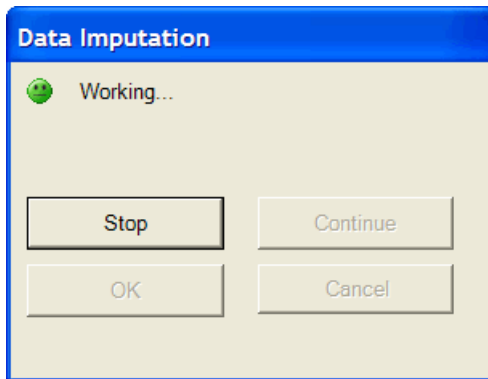 Data Imputation
Working...
Stop
Continue
OK
Cancel